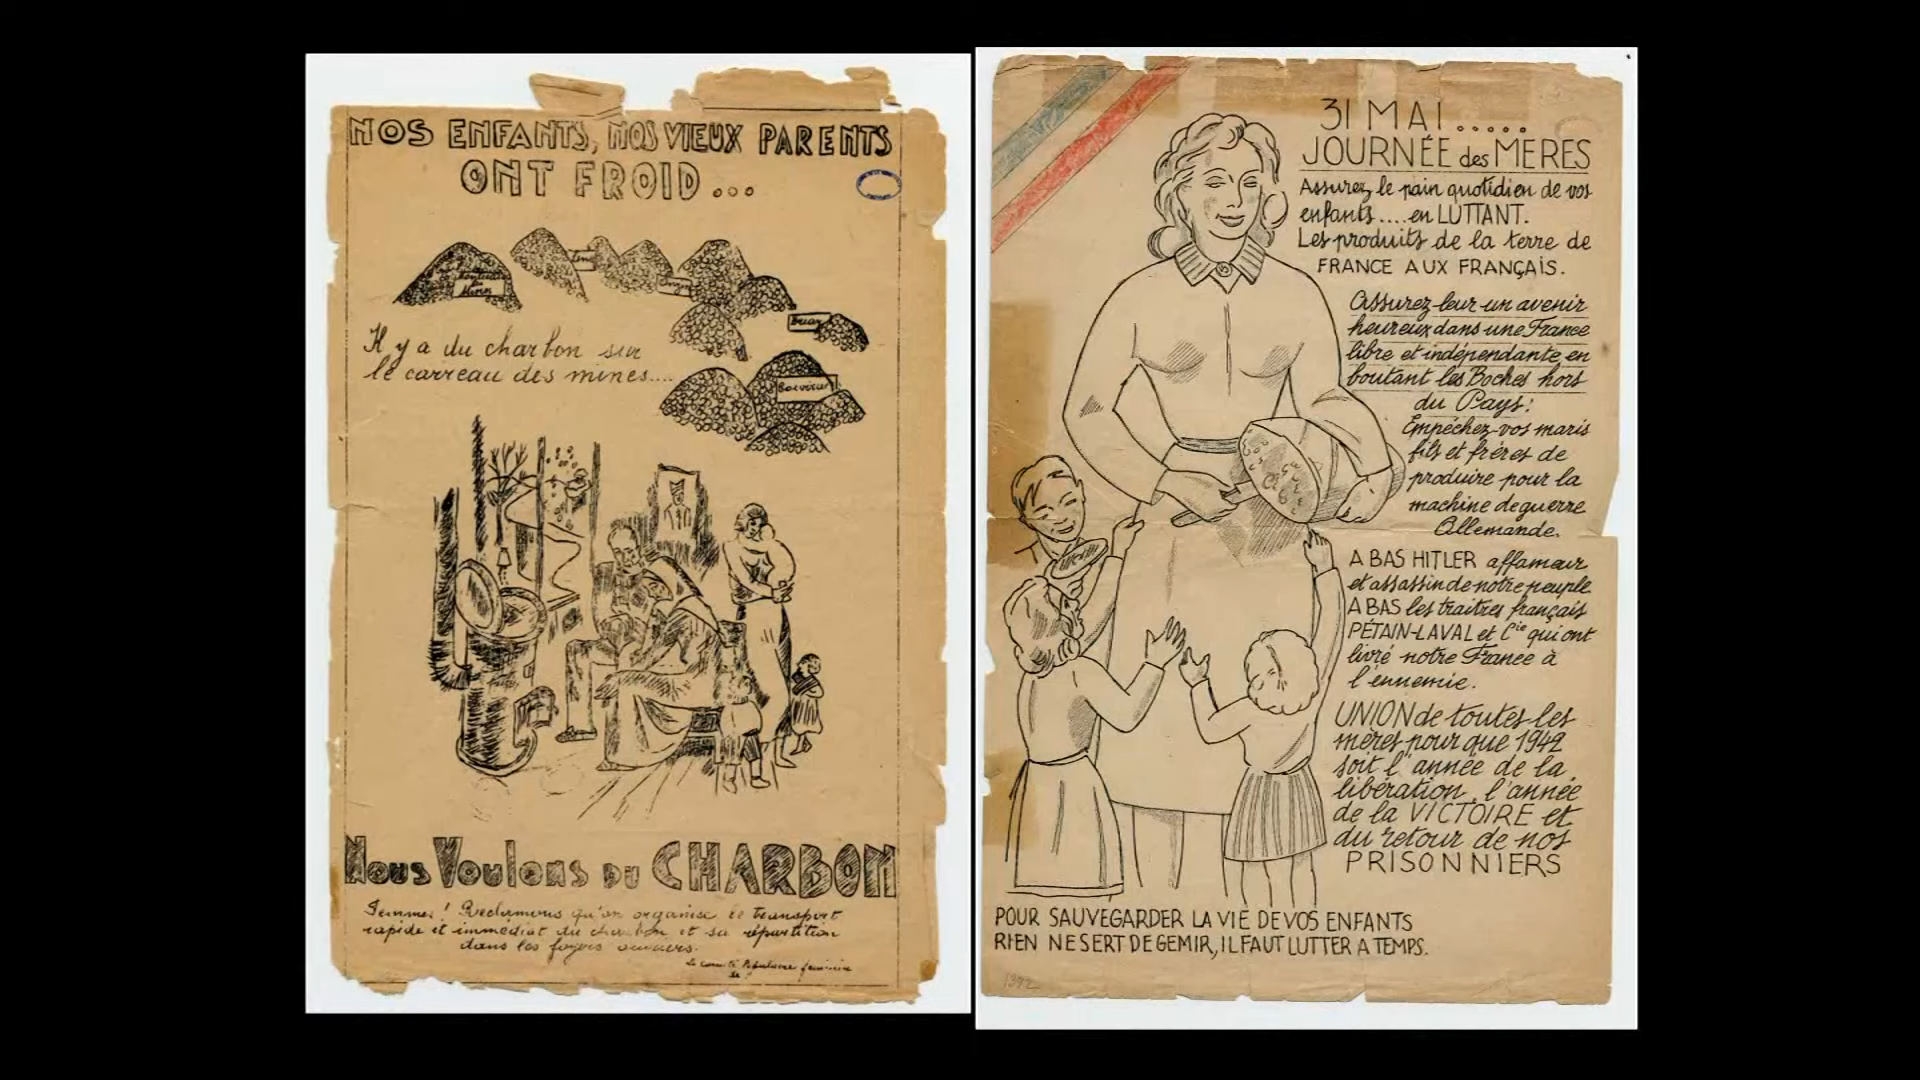 NOS ENFANTS, NOS VIEUX PARENTS
ONT FROID...
Il y a du charbon sur
le carreau des mines....
Nous Voulons du CHARBON
Femmes! Reclamons qu'on organise le transport
rapide et immédiat du charbon et sa répartition
dans les foyers ouvriers.
Le comité Populaire féminin
de
31 MAI.....
JOURNÉE des MERES
Assurez le pain quotidien de vos
enfants....en LUTTANT.
Les produits de la terre de
FRANCE AUX FRANÇAIS.
Assurez-leur un avenir
heureux dans une France
libre et indépendante en
boutant les Boches hors
du Pays!
Empéchez-vos maris
fils et frères de
produire pour la
machine de guerre
Allemande.
A BAS HITLER affameur
et assassin de notre peuple
A BAS les traitres français
PÉTAIN-LAVAL et Cie qui ont
livré notre France à
l'ennemie.
UNION de toutes les
mères pour que 1942
soit l'année de la
libération, l'année
de la VICTOIRE et
du retour de nos
PRISONNIERS
POUR SAUVEGARDER LA VIE DE VOS ENFANTS
RIEN NE SERT DE GEMIR, IL FAUT LUTTER A TEMPS.